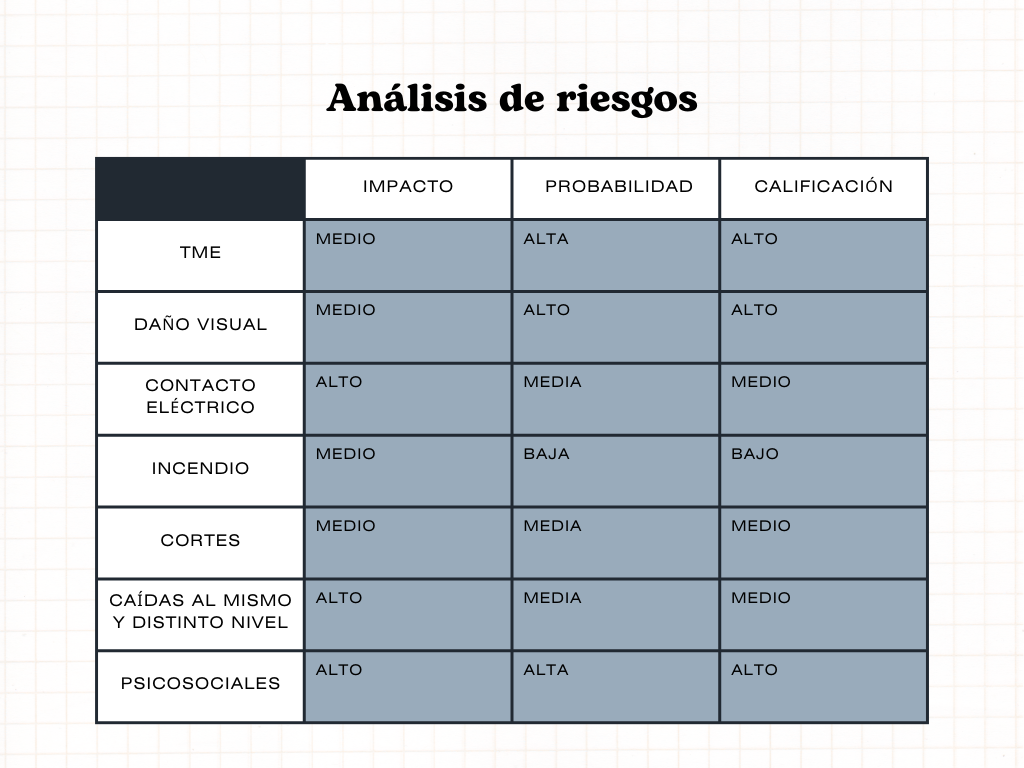 Análisis de riesgos
IMPACTO PROBABILIDAD CALIFICACIÓN
TME MEDIO ALTA ALTO
DAÑO VISUAL MEDIO ALTO ALTO
CONTACTO
ELÉCTRICO ALTO MEDIA MEDIO
INCENDIO MEDIO BAJA BAJO
CORTES MEDIO MEDIA MEDIO
CAÍDAS AL MISMO
Y DISTINTO NIVEL ALTO MEDIA MEDIO
PSICOSOCIALES ALTO ALTA ALTO